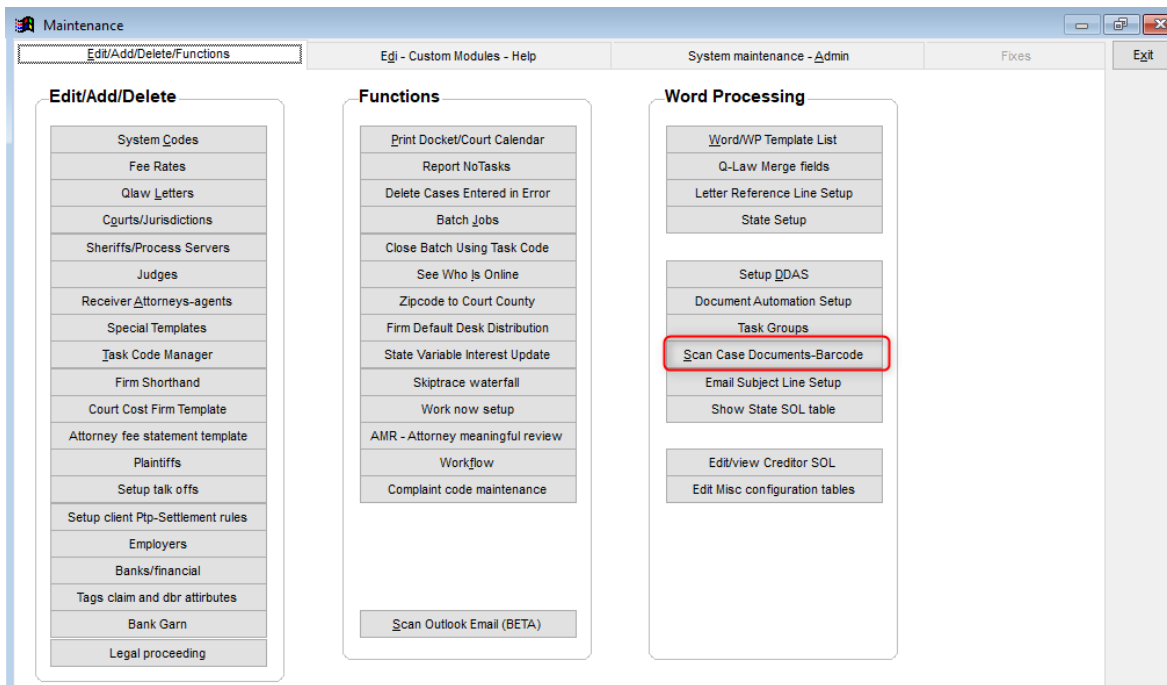 Maintenance
Edit/Add/Delete/Functions
Edi - Custom Modules - Help
System maintenance - Admin
Fixes
Exit
Edit/Add/Delete
System Codes
Fee Rates
Qlaw Letters
Courts/Jurisdictions
Sheriffs/Process Servers
Judges
Receiver Attorneys-agents
Special Templates
Task Code Manager
Firm Shorthand
Court Cost Firm Template
Attorney fee statement template
Plaintiffs
Setup talk offs
Setup client Ptp-Settlement rules
Employers
Banks/financial
Tags claim and dbr attirbutes
Bank Garn
Legal proceeding
Functions
Print Docket/Court Calendar
Report NoTasks
Delete Cases Entered in Error
Batch Jobs
Close Batch Using Task Code
See Who Is Online
Zipcode to Court County
Firm Default Desk Distribution
State Variable Interest Update
Skiptrace waterfall
Work now setup
AMR - Attorney meaningful review
Workflow
Complaint code maintenance
Scan Outlook Email (BETA)
Word Processing
Word/WP Template List
Q-Law Merge fields
Letter Reference Line Setup
State Setup
Setup DDAS
Document Automation Setup
Task Groups
Scan Case Documents-Barcode
Email Subject Line Setup
Show State SOL table
Edit/view Creditor SOL
Edit Misc configuration tables